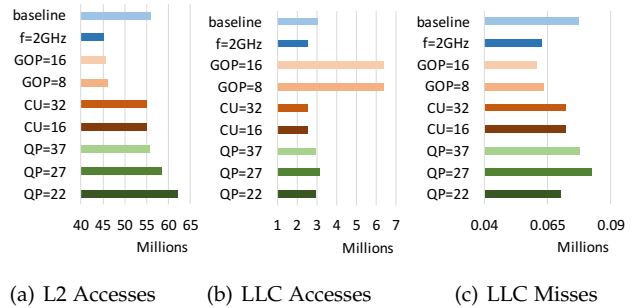 baseline
f=2GHz
GOP=16
GOP=8
CU=32
CU=16
QP=37
QP=27
QP=22
40 45 50 55 60 65
Millions
(a) L2 Accesses
baseline
f=2GHz
GOP=16
GOP=8
CU=32
CU=16
QP=37
QP=27
QP=22
1 2 3 4 5 6 7
Millions
(b) LLC Accesses
baseline
f=2GHz
GOP=16
GOP=8
CU=32
CU=16
QP=37
QP=27
QP=22
0.04 0.065 0.09
Millions
(c) LLC Misses